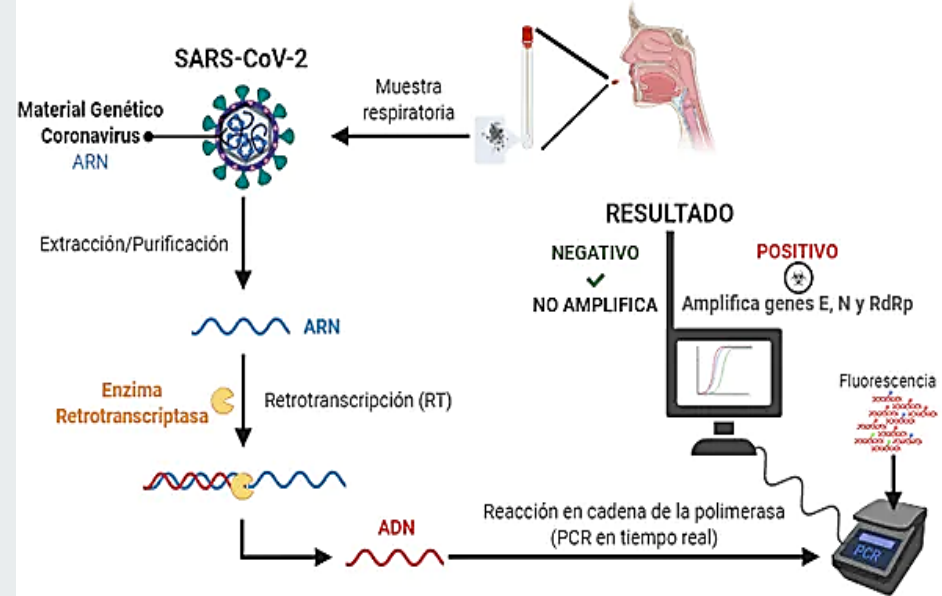 SARS-CoV-2
Material Genético
Coronavirus
ARN
Muestra
respiratoria
Extracción/Purificación
ARN
Enzima
Retrotranscriptasa
Retrotranscripción (RT)
ADN
Reacción en cadena de la polimerasa
(PCR en tiempo real)
PCR
Fluorescencia
RESULTADO
NEGATIVO
NO AMPLIFICA
POSITIVO
Amplifica genes E, N y RdRp